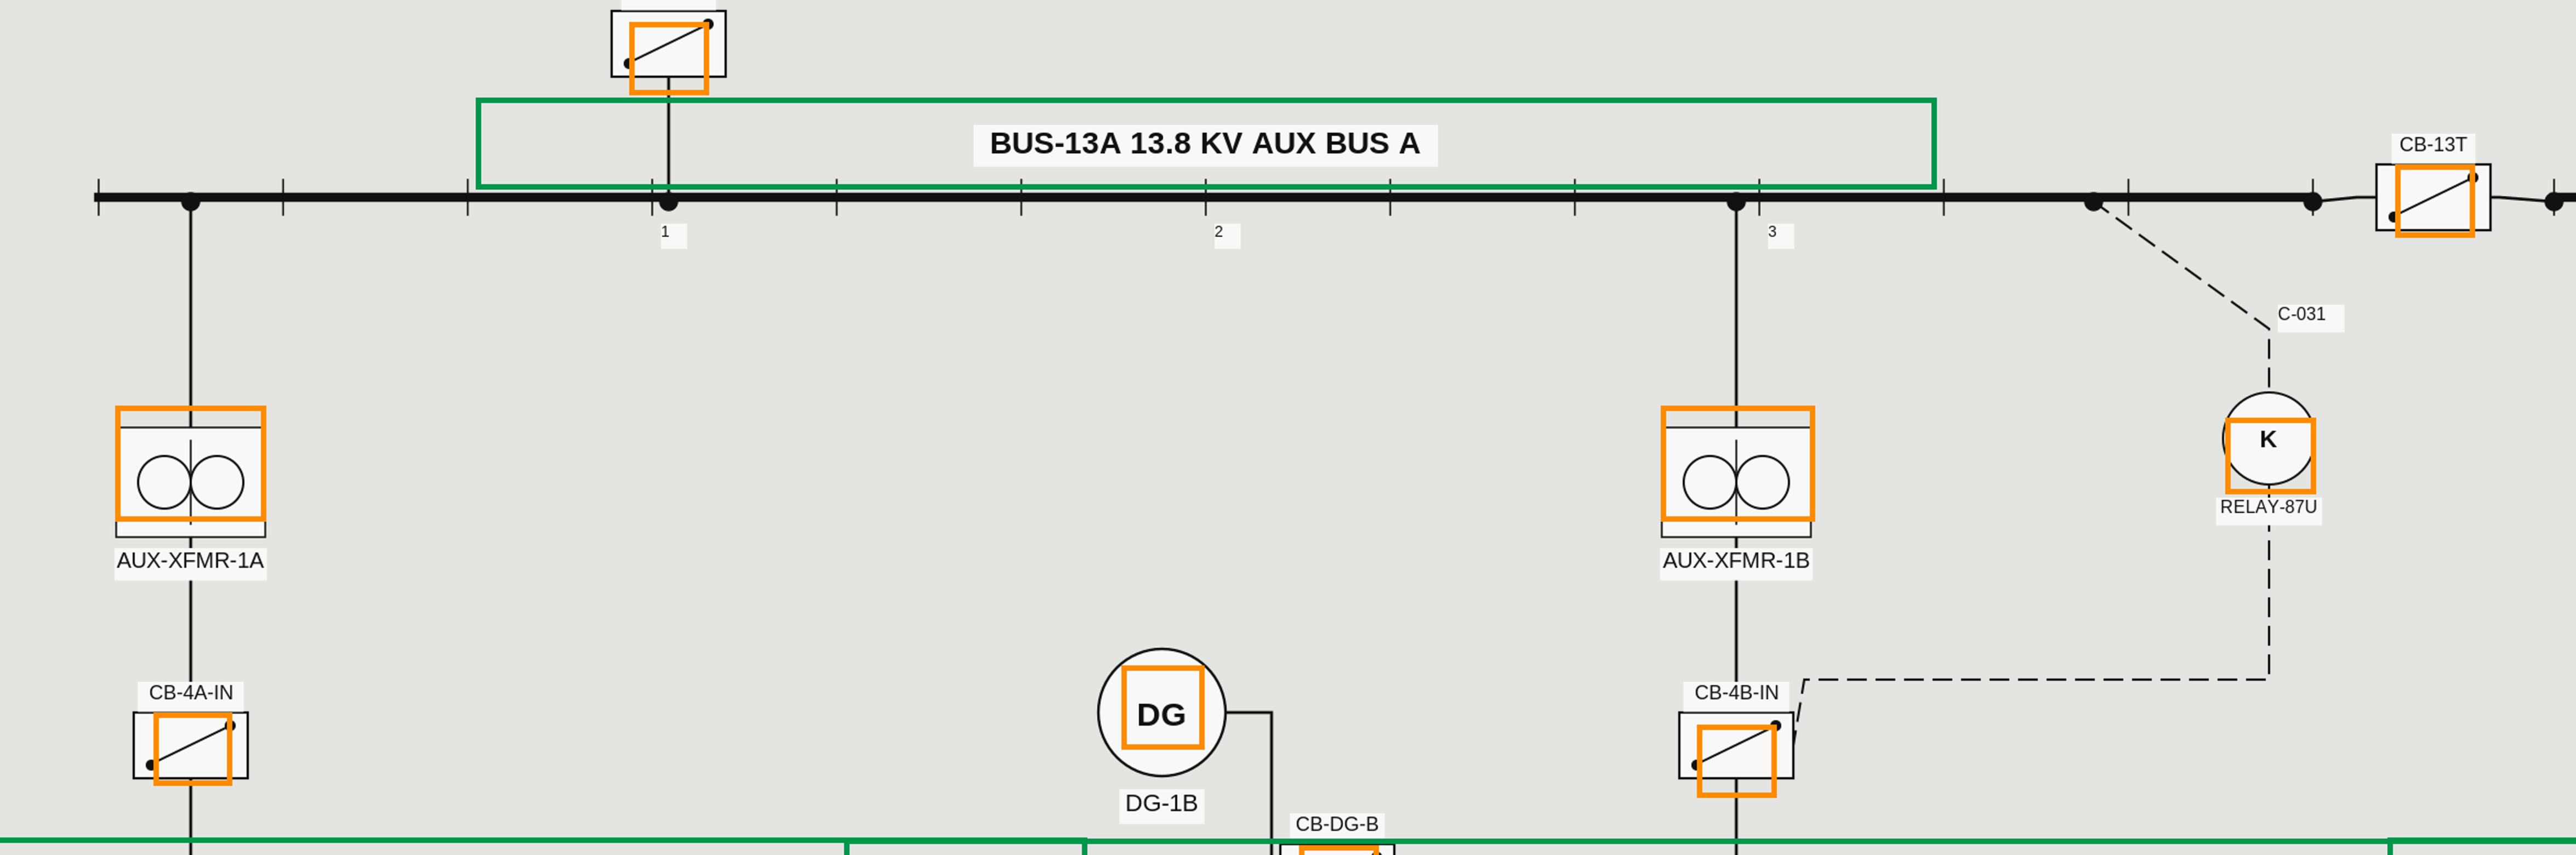 BUS-13A 13.8 KV AUX BUS A
CB-13T
1
2
3
C-031
K
RELAY-87U
AUX-XFMR-1A
AUX-XFMR-1B
CB-4A-IN
CB-4B-IN
DG
DG-1B
CB-DG-B